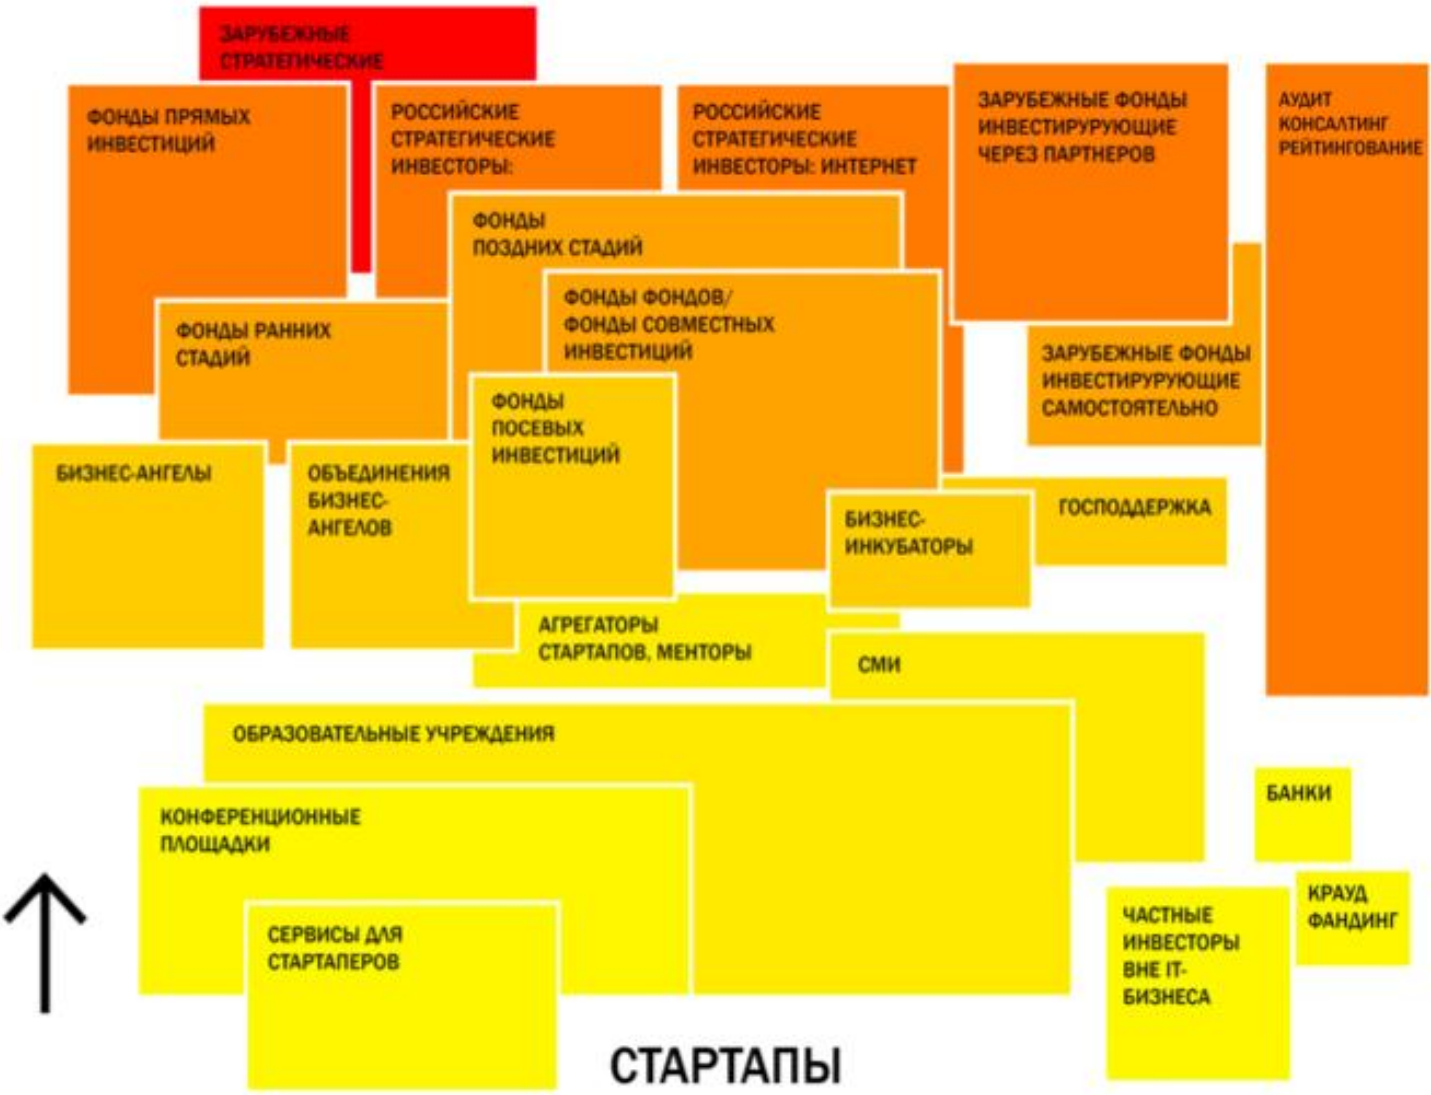 ЗАРУБЕЖНЫЕ
СТРАТЕГИЧЕСКИЕ
ФОНДЫ ПРЯМЫХ
ИНВЕСТИЦИЙ
РОССИЙСКИЕ
СТРАТЕГИЧЕСКИЕ
ИНВЕСТОРЫ:
РОССИЙСКИЕ
СТРАТЕГИЧЕСКИЕ
ИНВЕСТОРЫ: ИНТЕРНЕТ
ЗАРУБЕЖНЫЕ ФОНДЫ
ИНВЕСТИРУРУЮЩИЕ
ЧЕРЕЗ ПАРТНЕРОВ
АУДИТ
КОНСАЛТИНГ
РЕЙТИНГОВАНИЕ
ФОНДЫ
ПОЗДНИХ СТАДИЙ
ФОНДЫ ФОНДОВ/
ФОНДЫ СОВМЕСТНЫХ
ИНВЕСТИЦИЙ
ФОНДЫ РАННИХ
СТАДИЙ
ЗАРУБЕЖНЫЕ ФОНДЫ
ИНВЕСТИРУРУЮЩИЕ
САМОСТОЯТЕЛЬНО
ФОНДЫ
ПОСЕВЫХ
ИНВЕСТИЦИЙ
БИЗНЕС-АНГЕЛЫ
ОБЪЕДИНЕНИЯ
БИЗНЕС-
АНГЕЛОВ
БИЗНЕС-
ИНКУБАТОРЫ
ГОСПОДДЕРЖКА
АГРЕГАТОРЫ
СТАРТАПОВ, МЕНТОРЫ
СМИ
ОБРАЗОВАТЕЛЬНЫЕ УЧРЕЖДЕНИЯ
КОНФЕРЕНЦИОННЫЕ
ПЛОЩАДКИ
БАНКИ
КРАУД
ФАНДИНГ
ЧАСТНЫЕ
ИНВЕСТОРЫ
ВНЕ IT-
БИЗНЕСА
СЕРВИСЫ ДЛЯ
СТАРТАПЕРОВ
СТАРТАПЫ